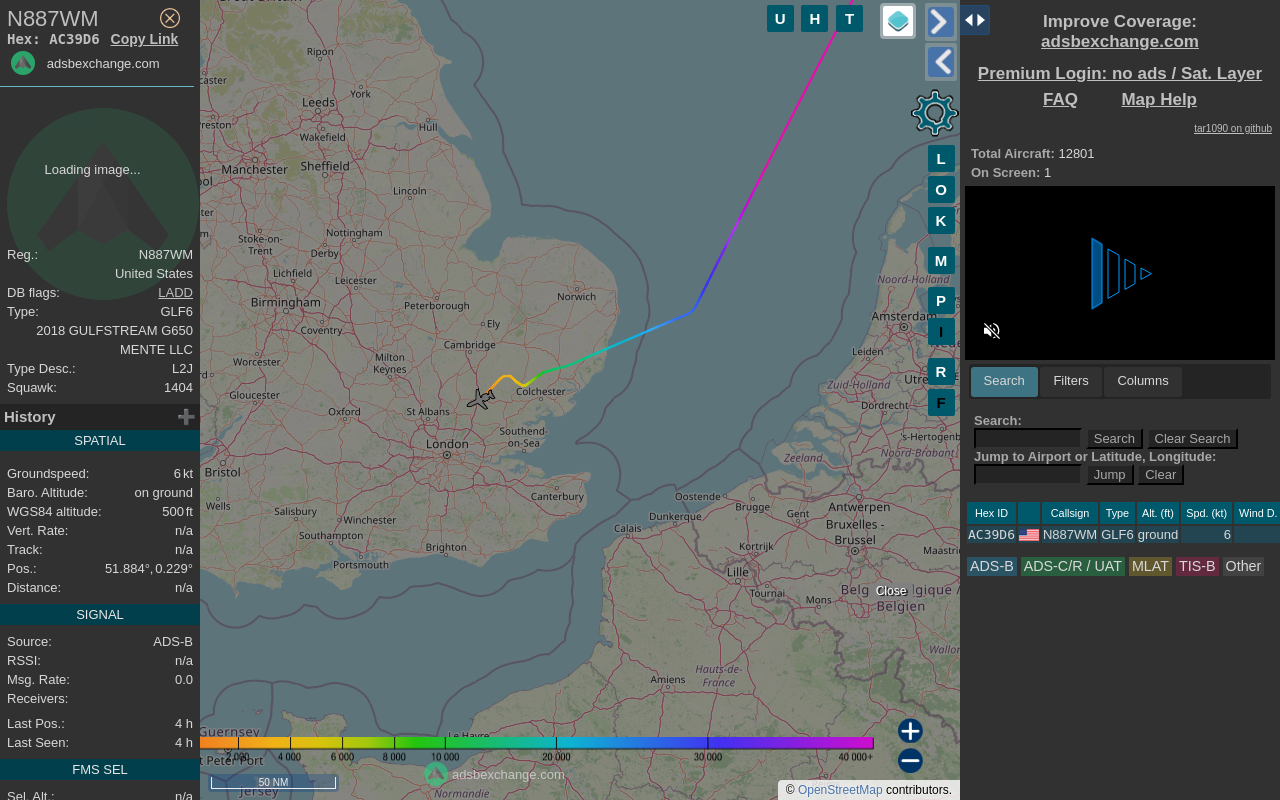 N887WM
Hex: AC39D6 Copy Link
adsbexchange.com
Loading image...
Reg.: N887WM
United States
DB flags: LADD
Type: GLF6
2018 GULFSTREAM G650
MENTE LLC
Type Desc.: L2J
Squawk: 1404
History
SPATIAL
Groundspeed: 6 kt
Baro. Altitude: on ground
WGS84 altitude: 500 ft
Vert. Rate: n/a
Track: n/a
Pos.: 51.884°, 0.229°
Distance: n/a
SIGNAL
Source: ADS-B
RSSI: n/a
Msg. Rate: 0.0
Receivers:
Last Pos.: 4 h
Last Seen: 4 h
FMS SEL
Sel. Alt.: n/a
U H T
L
O
K
M
P
I
R
F
Ripon
York
Leeds
Preston
Hull
Wakefield
Manchester
Sheffield
Lincoln
Stoke-on-
Trent
Nottingham
Derby
Lichfield
Leicester
Norwich
Birmingham
Peterborough
Coventry
Ely
Cambridge
Worcester
Milton
Keynes
Colchester
Gloucester
Oxford
St Albans
Southend-
on-Sea
London
Bristol
Canterbury
Wells
Salisbury
Winchester
Southampton
Brighton
Portsmouth
Noord-Holland
Amsterdam
Leiden
Zuid-Holland
Dordrecht
's-Hertogenb
Noord-Brabant
Zeeland
Oostende
Dunkerque
Brugge
Antwerpen
Gent
Calais
Bruxelles -
Brussel
Kortrijk
Maastri
Lille
Tournai
Mons
Belg
Close
lgique /
Belgien
Wallon
Hauts-de-
France
Amiens
Guernsey
Le Havre
t Peter Port
Jersey
Normandie
2 000 4 000 6 000 8 000 10 000 20 000 30 000 40 000+
adsbexchange.com
50 NM
© OpenStreetMap contributors.
Improve Coverage:
adsbexchange.com
Premium Login: no ads / Sat. Layer
FAQ Map Help
tar1090 on github
Total Aircraft: 12801
On Screen: 1
Search Filters Columns
Search:
Search Clear Search
Jump to Airport or Latitude, Longitude:
Jump Clear
Hex ID Callsign Type Alt. (ft) Spd. (kt) Wind D.
AC39D6 N887WM GLF6 ground 6
ADS-B ADS-C/R / UAT MLAT TIS-B Other